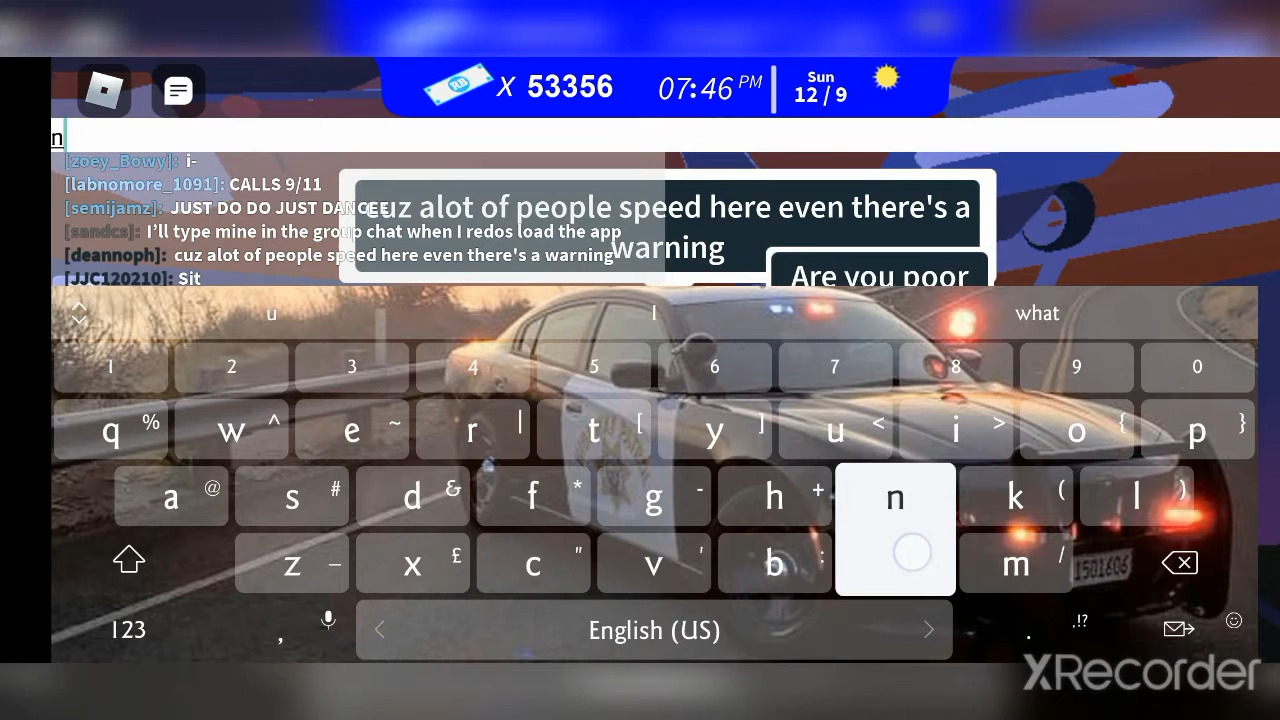 X 53356 07:46 PM Sun
12 / 9
n
[zoey_Bowy]: i-
[labnomore_1091]: CALLS 9/11
[semijamz]: JUST DO DO JUST DANCEE
[sandcs]: I'll type mine in the group chat when I redos load the app
[deannoph]: cuz alot of people speed here even there's a warning
[JJC120210]: Sit
cuz alot of people speed here even there's a
warning
Are you poor
u I what
1 2 3 4 5 6 7 8 9 0
q % w ^ e ~ r | t [ y ] u < i > o { p }
a @ s # d & f * g - h + n k ( l )
z _ x £ c " v ' b : m /
1501606
123 , < English (US) > . ,!?
XRecorder